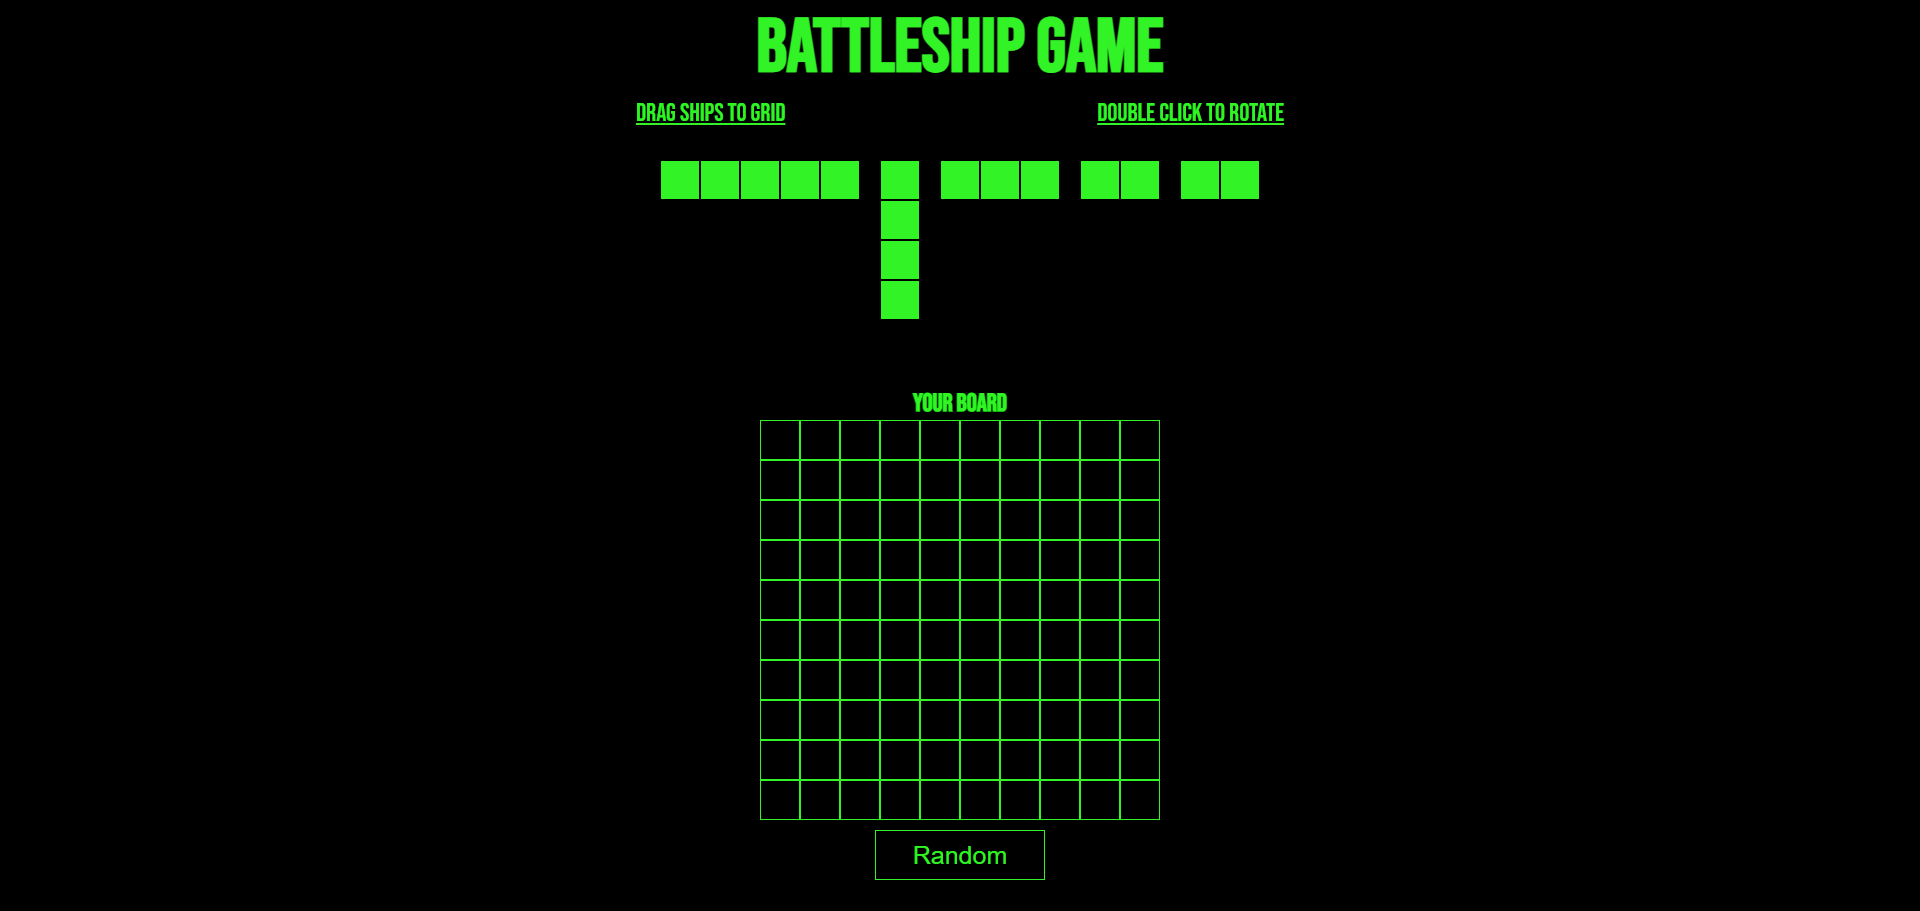 BATTLESHIP GAME
DRAG SHIPS TO GRID
DOUBLE CLICK TO ROTATE
YOUR BOARD
Random